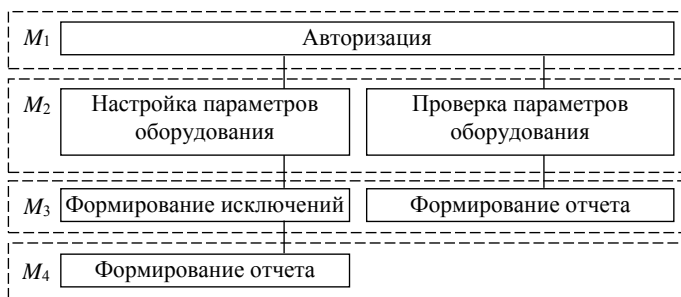 M1 Авторизация
M2 Настройка параметров оборудования
Проверка параметров оборудования
M3 Формирование исключений
Формирование отчета
M4 Формирование отчета